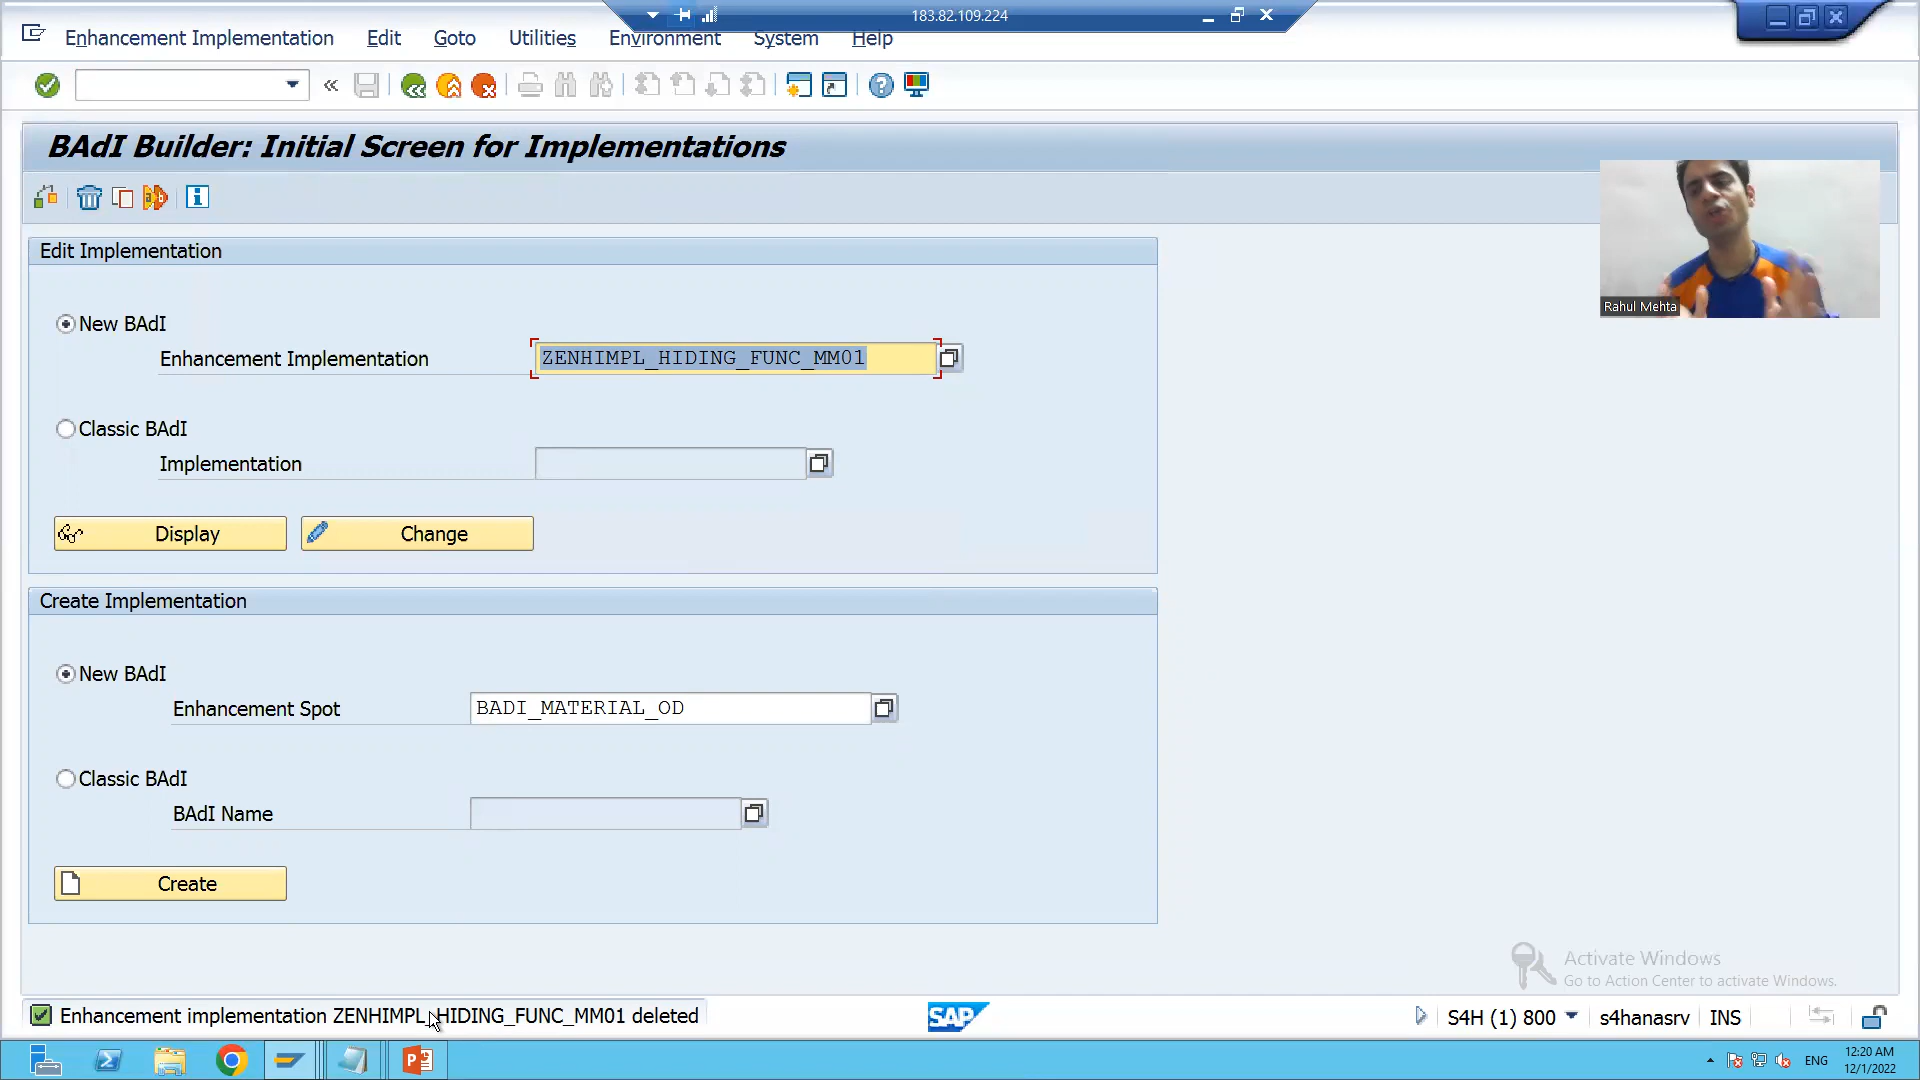 183.82.109.224
Enhancement Implementation Edit Goto Utilities Environment System Help
BAdI Builder: Initial Screen for Implementations
Edit Implementation
New BAdI
Enhancement Implementation ZENHIMPL_HIDING_FUNC_MM01
Classic BAdI
Implementation
Display Change
Rahul Mehta
Create Implementation
New BAdI
Enhancement Spot BADI_MATERIAL_OD
Classic BAdI
BAdI Name
Create
Activate Windows
Go to Action Center to activate Windows.
Enhancement implementation ZENHIMPL_HIDING_FUNC_MM01 deleted
SAP
S4H (1) 800 s4hanasrv INS
ENG
12:20 AM
12/1/2022